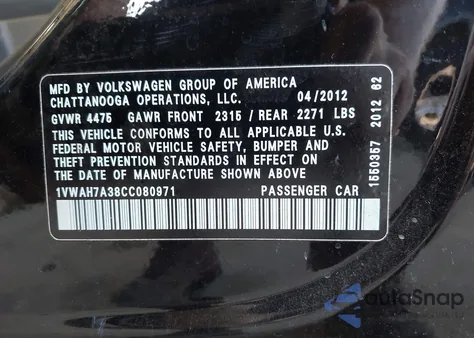 MFD BY VOLKSWAGEN GROUP OF AMERICA
CHATTANOOGA OPERATIONS, LLC. 04/2012
GVWR 4475 GAWR FRONT 2315 / REAR 2271 LBS
THIS VEHICLE CONFORMS TO ALL APPLICABLE U.S.
FEDERAL MOTOR VEHICLE SAFETY, BUMPER AND
THEFT PREVENTION STANDARDS IN EFFECT ON
THE DATE OF MANUFACTURE SHOWN ABOVE
1VWAH7A38CC080971 PASSENGER CAR
1550357 2012 62
autoSnap